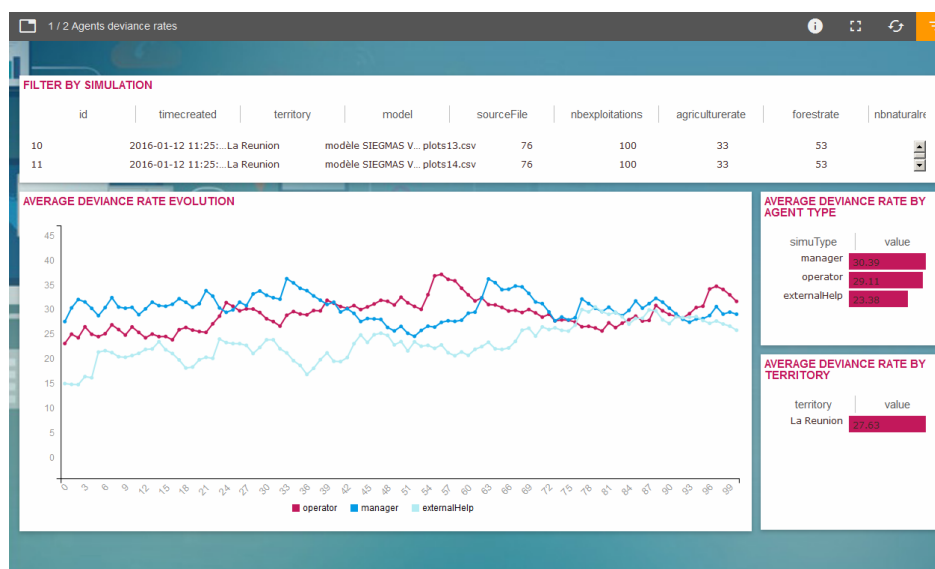 1 / 2 Agents deviance rates
FILTER BY SIMULATION
id timecreated territory model sourceFile nbexploitations agriculturerate forestrate nbnaturalre
10 2016-01-12 11:25:...La Reunion modèle SIEGMAS V... plots13.csv 76 100 33 53
11 2016-01-12 11:25:...La Reunion modèle SIEGMAS V... plots14.csv 76 100 33 53
AVERAGE DEVIANCE RATE EVOLUTION
45
40
35
30
25
20
15
10
5
0
0 3 6 9 12 15 18 21 24 27 30 33 36 39 42 45 48 51 54 57 60 63 66 69 72 75 78 81 84 87 90 93 96 99
operator manager externalHelp
AVERAGE DEVIANCE RATE BY
AGENT TYPE
simuType value
manager 30.39
operator 29.11
externalHelp 23.38
AVERAGE DEVIANCE RATE BY
TERRITORY
territory value
La Reunion 27.63